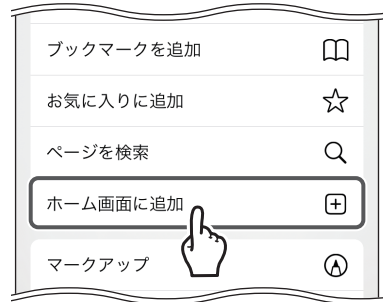 ブックマークを追加
お気に入りに追加
ページを検索
ホーム画面に追加
マークアップ